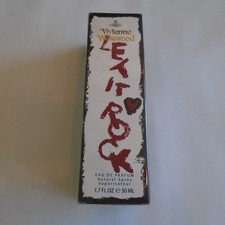 Vivienne
Westwood
LET IT ROCK
EAU DE PARFUM
Natural Spray
Vaporisateur
1.7 FL.OZ e 50 ML